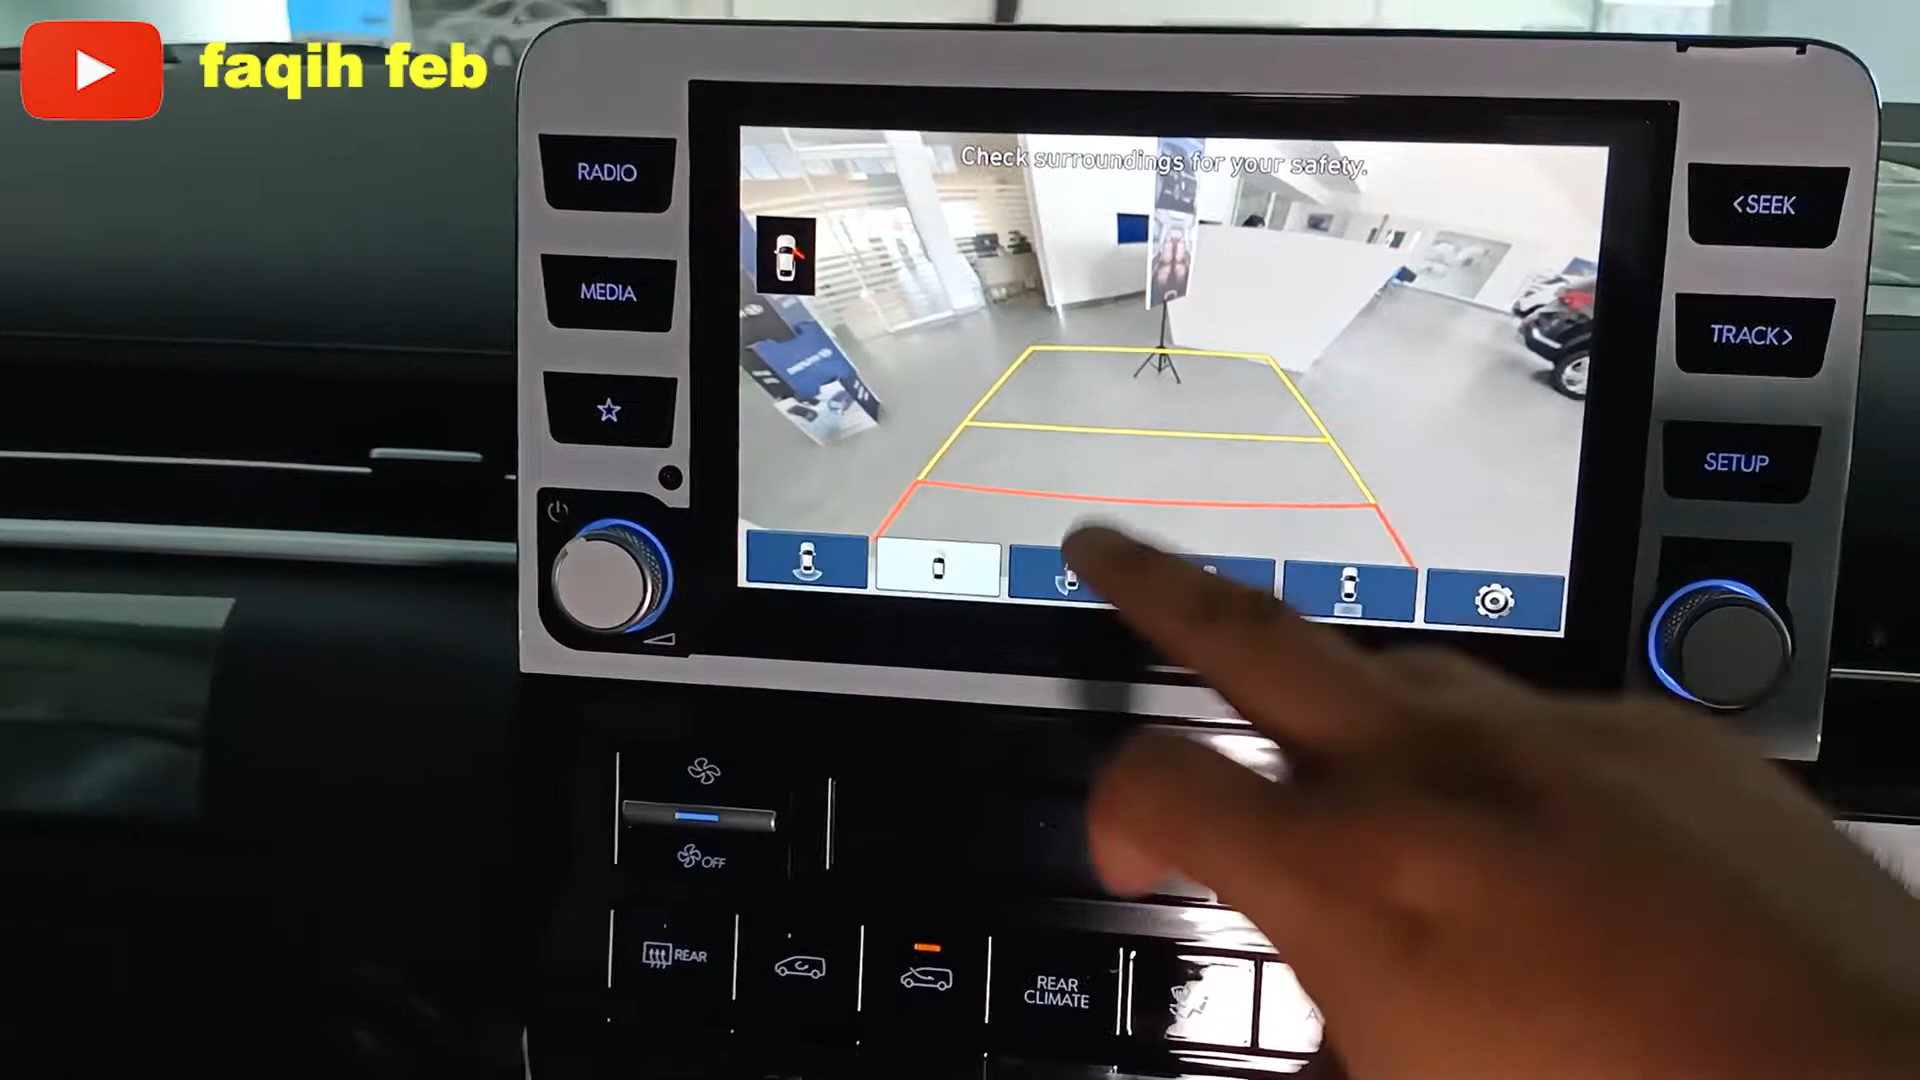 faqih feb
Check surroundings for your safety.
RADIO
MEDIA
<SEEK
TRACK>
SETUP
OFF
REAR
REAR
CLIMATE